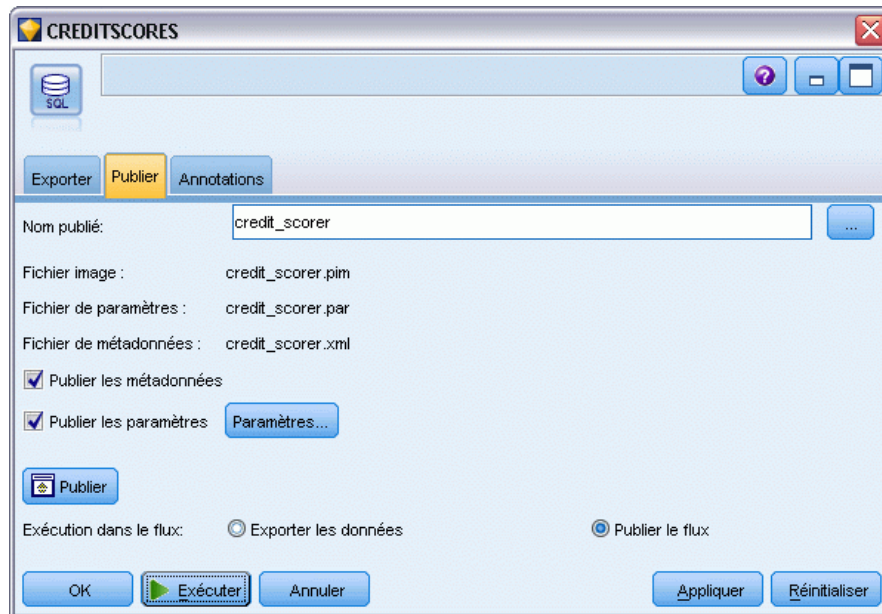 CREDITSCORES
SQL
Exporter Publier Annotations
Nom publié: credit_scorer ...
Fichier image : credit_scorer.pim
Fichier de paramètres : credit_scorer.par
Fichier de métadonnées : credit_scorer.xml
Publier les métadonnées
Publier les paramètres Paramètres...
Publier
Exécution dans le flux: Exporter les données Publier le flux
OK Exécuter Annuler Appliquer Réinitialiser